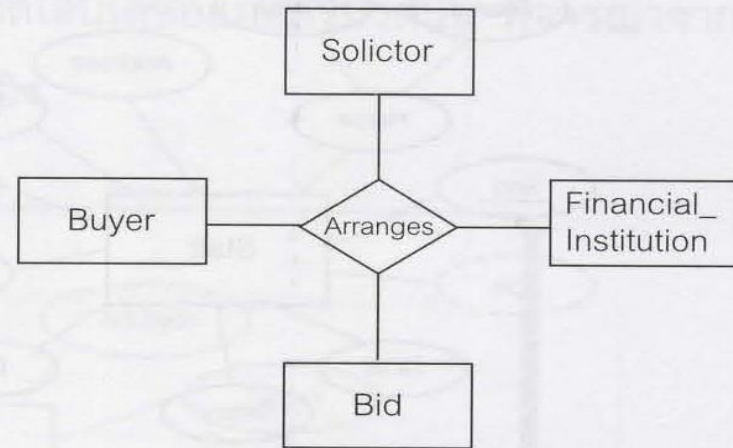 Solictor
Buyer
Arranges
Financial_
Institution
Bid